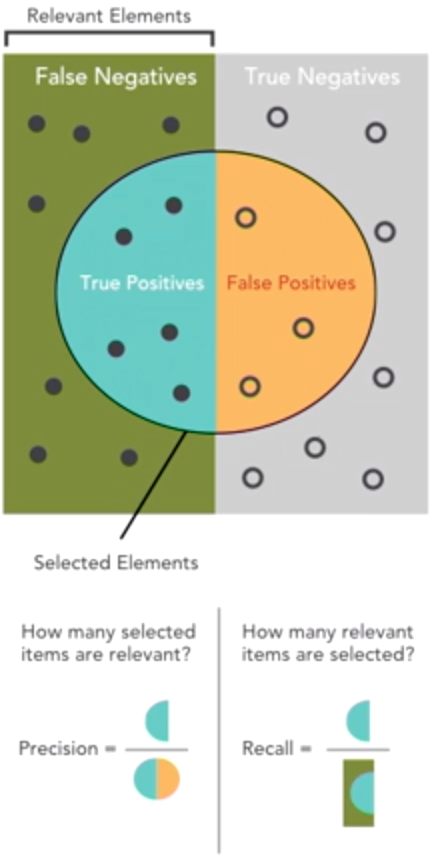 Relevant Elements
False Negatives
True Negatives
True Positives
False Positives
Selected Elements
How many selected
items are relevant?
Precision =
How many relevant
items are selected?
Recall =